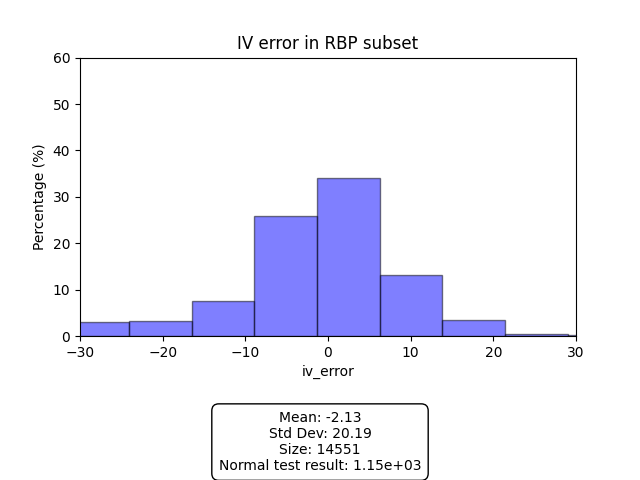 IV error in RBP subset
60
50
40
30
20
10
0
Percentage (%)
−30
−20
−10
0
10
20
30
iv_error
Mean: -2.13
Std Dev: 20.19
Size: 14551
Normal test result: 1.15e+03